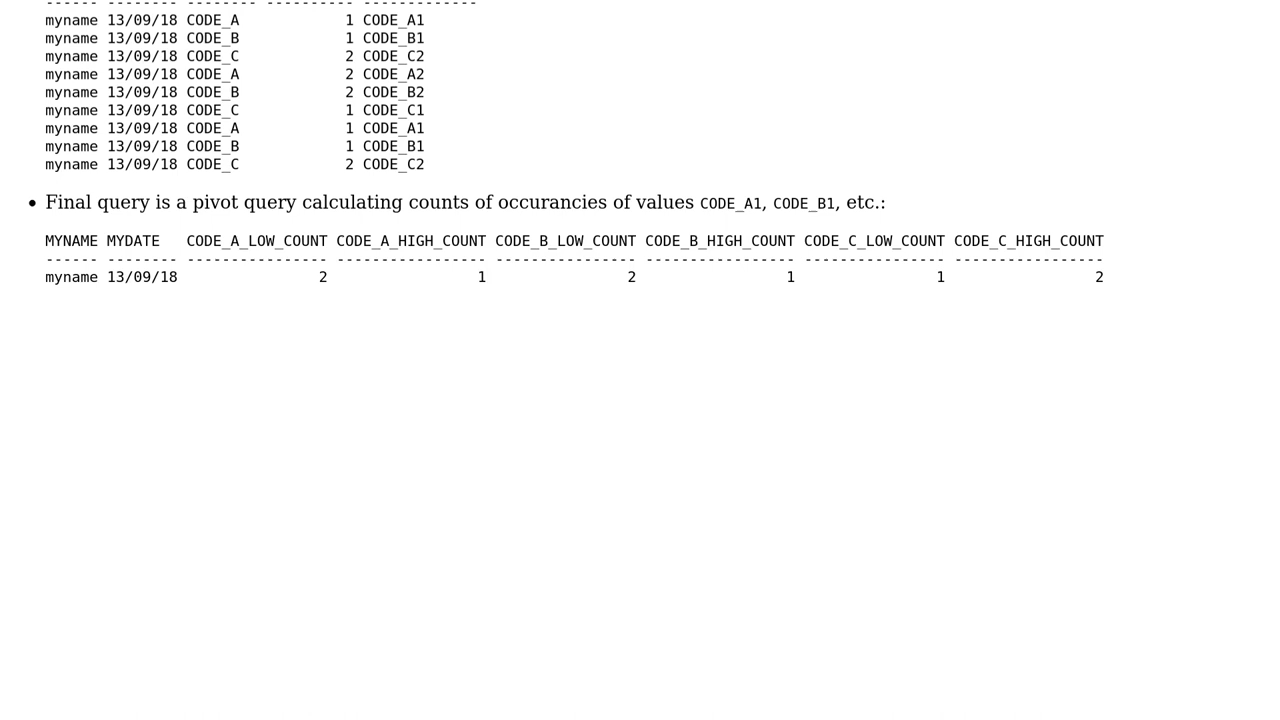 ------ -------- -------- ---------- -------------
myname 13/09/18 CODE_A            1 CODE_A1
myname 13/09/18 CODE_B            1 CODE_B1
myname 13/09/18 CODE_C            2 CODE_C2
myname 13/09/18 CODE_A            2 CODE_A2
myname 13/09/18 CODE_B            2 CODE_B2
myname 13/09/18 CODE_C            1 CODE_C1
myname 13/09/18 CODE_A            1 CODE_A1
myname 13/09/18 CODE_B            1 CODE_B1
myname 13/09/18 CODE_C            2 CODE_C2
• Final query is a pivot query calculating counts of occurancies of values CODE_A1, CODE_B1, etc.:
MYNAME MYDATE   CODE_A_LOW_COUNT CODE_A_HIGH_COUNT CODE_B_LOW_COUNT CODE_B_HIGH_COUNT CODE_C_LOW_COUNT CODE_C_HIGH_COUNT
------ -------- ---------------- ----------------- ---------------- ----------------- ---------------- -----------------
myname 13/09/18                2                 1                2                 1                1                 2